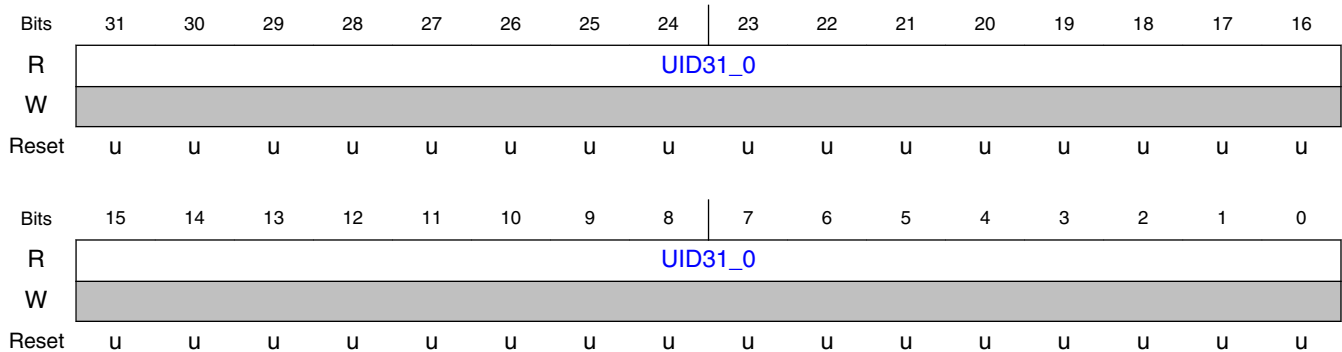 Bits 31 30 29 28 27 26 25 24 23 22 21 20 19 18 17 16
R UID31_0
W
Reset u u u u u u u u u u u u u u u u
Bits 15 14 13 12 11 10 9 8 7 6 5 4 3 2 1 0
R UID31_0
W
Reset u u u u u u u u u u u u u u u u